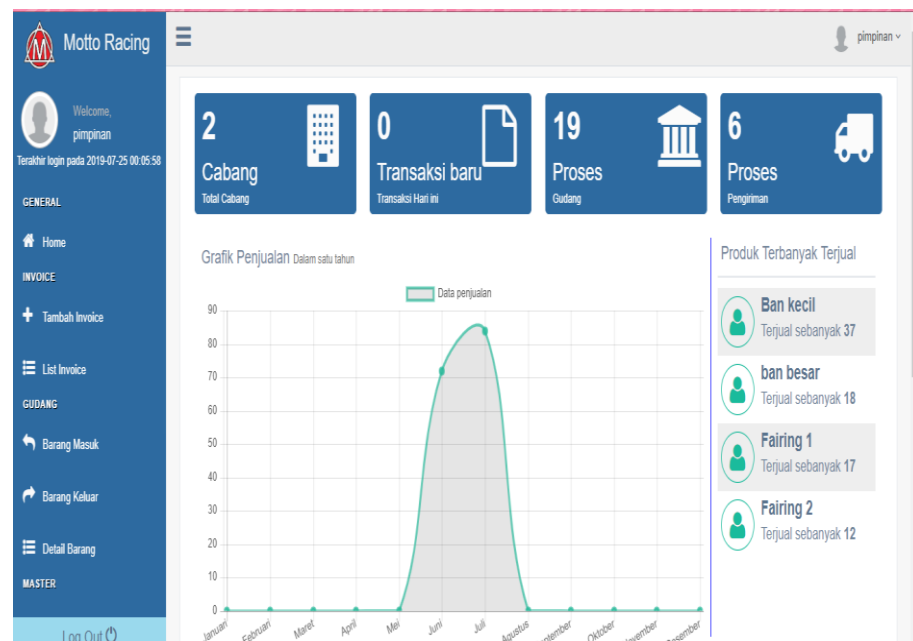 Motto Racing
pimpinan
Welcome,
pimpinan
Terakhir login pada 2019-07-25 00:05:58
GENERAL
Home
INVOICE
Tambah Invoice
List Invoice
GUDANG
Barang Masuk
Barang Keluar
Detail Barang
MASTER
Log Out
2
Cabang
Total Cabang
0
Transaksi baru
Transaksi Hari ini
19
Proses
Gudang
6
Proses
Pengiriman
Grafik Penjualan Dalam satu tahun
Data penjualan
90
80
70
60
50
40
30
20
10
0
Januari
Februari
Maret
April
Mei
Juni
Juli
Agustus
Oktober
Produk Terbanyak Terjual
Ban kecil
Terjual sebanyak 37
ban besar
Terjual sebanyak 18
Fairing 1
Terjual sebanyak 17
Fairing 2
Terjual sebanyak 12